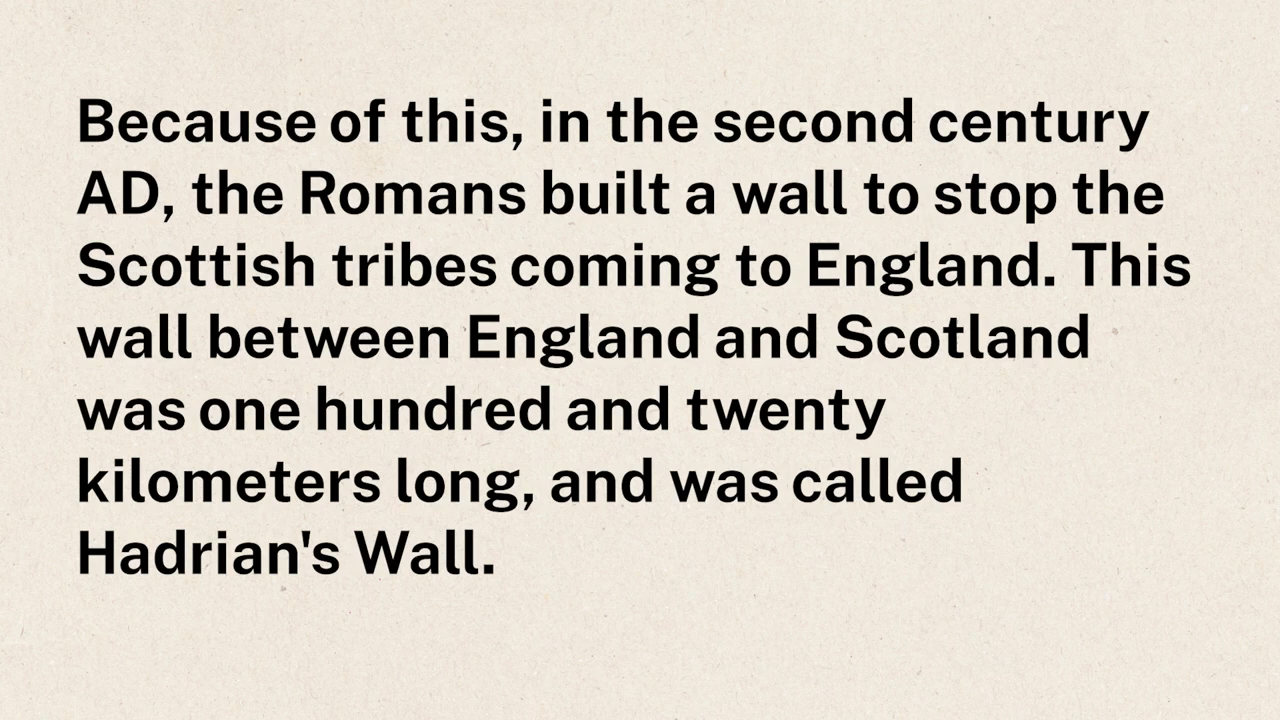 Because of this, in the second century
AD, the Romans built a wall to stop the
Scottish tribes coming to England. This
wall between England and Scotland
was one hundred and twenty
kilometers long, and was called
Hadrian's Wall.